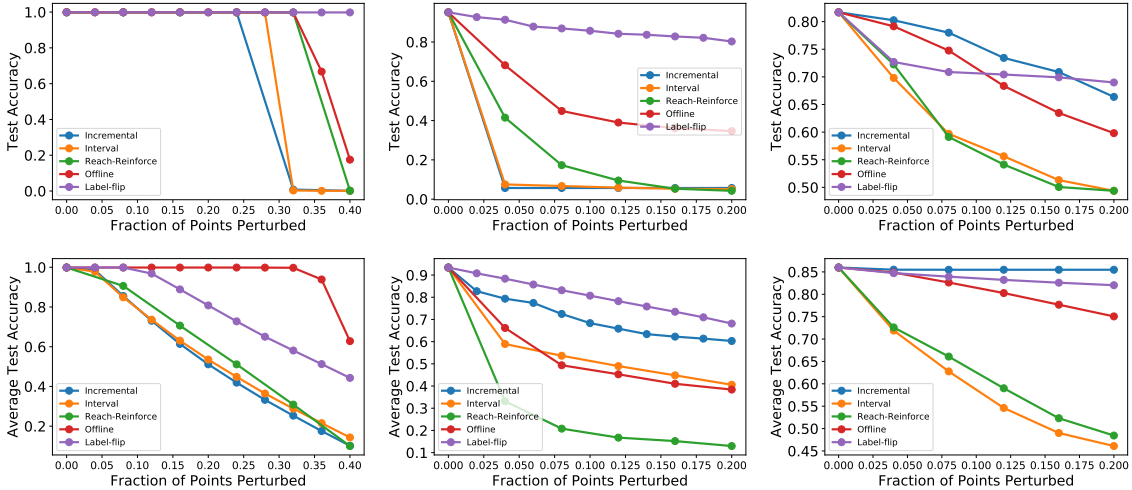 Test Accuracy
1.0
0.8
0.6
0.4
0.2
0.0
Incremental
Interval
Reach-Reinforce
Offline
Label-flip
0.00 0.05 0.10 0.15 0.20 0.25 0.30 0.35 0.40
Fraction of Points Perturbed
Test Accuracy
0.8
0.6
0.4
0.2
0.0
Incremental
Interval
Reach-Reinforce
Offline
Label-flip
0.000 0.025 0.050 0.075 0.100 0.125 0.150 0.175 0.200
Fraction of Points Perturbed
Test Accuracy
0.80
0.75
0.70
0.65
0.60
0.55
0.50
Incremental
Interval
Reach-Reinforce
Offline
Label-flip
0.000 0.025 0.050 0.075 0.100 0.125 0.150 0.175 0.200
Fraction of Points Perturbed
Average Test Accuracy
1.0
0.8
0.6
0.4
0.2
Incremental
Interval
Reach-Reinforce
Offline
Label-flip
0.00 0.05 0.10 0.15 0.20 0.25 0.30 0.35 0.40
Fraction of Points Perturbed
Average Test Accuracy
0.9
0.8
0.7
0.6
0.5
0.4
0.3
0.2
0.1
Incremental
Interval
Reach-Reinforce
Offline
Label-flip
0.000 0.025 0.050 0.075 0.100 0.125 0.150 0.175 0.200
Fraction of Points Perturbed
Average Test Accuracy
0.85
0.80
0.75
0.70
0.65
0.60
0.55
0.50
0.45
Incremental
Interval
Reach-Reinforce
Offline
Label-flip
0.000 0.025 0.050 0.075 0.100 0.125 0.150 0.175 0.200
Fraction of Points Perturbed